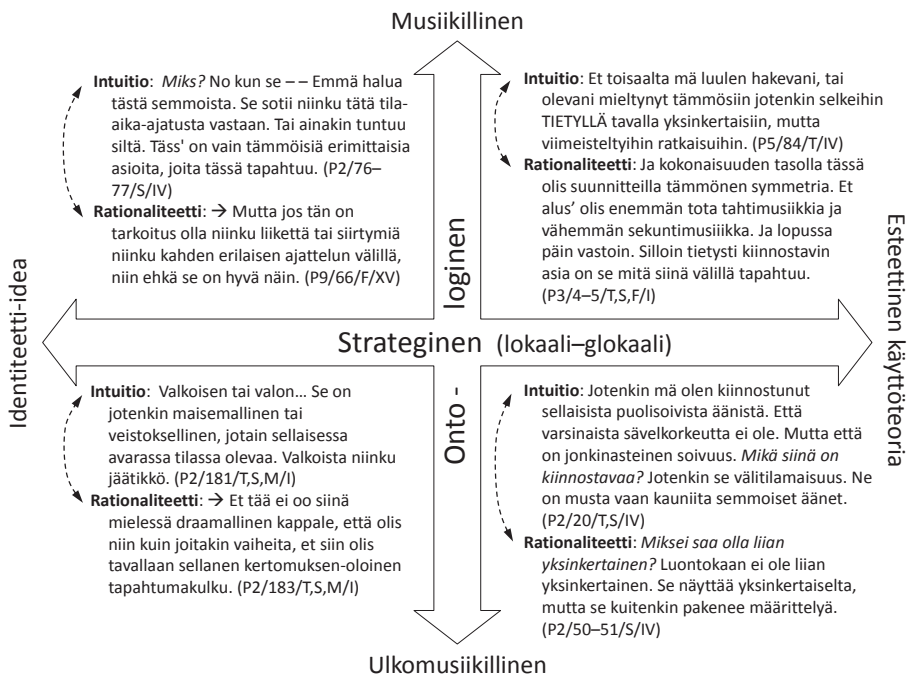 Musiikillinen
Intuitio: Miks? No kun se – – Emmä halua
tästä semmoista. Se sotii niinku tätä tila-
aika-ajatusta vastaan. Tai ainakin tuntuu
siltä. Täss' on vain tämmöisiä erimittaisia
asioita, joita tässä tapahtuu. (P2/76–
77/S/IV)
Rationaliteetti: → Mutta jos tän on
tarkoitus olla niinku liikettä tai siirtymiä
niinku kahden erilaisen ajattelun välillä,
niin ehkä se on hyvä näin. (P9/66/F/XV)
Intuitio: Et toisaalta mä luulen hakevani, tai
olevani mieltynyt tämmösiin jotenkin selkeihin
TIETYLLÄ tavalla yksinkertaisiin, mutta
viimeisteltyihin ratkaisuihin. (P5/84/T/IV)
Rationaliteetti: Ja kokonaisuuden tasolla tässä
olis suunnitteilla tämmönen symmetria. Et
alus’ olis enemmän tota tahtimusiikkia ja
vähemmän sekuntimusiiikka. Ja lopussa
päin vastoin. Silloin tietysti kiinnostavin
asia on se mitä siinä välillä tapahtuu.
(P3/4–5/T,S,F/I)
Identiteetti-idea
Strateginen (lokaali–glokaali)
Esteettinen käyttöteoria
Onto -
loginen
Intuitio: Valkoisen tai valon... Se on
jotenkin maisemallinen tai
veistoksellinen, jotain sellaisessa
avarassa tilassa olevaa. Valkoista niinku
jäätikkö. (P2/181/T,S,M/I)
Rationaliteetti: → Et tää ei oo siinä
mielessä draamallinen kappale, että olis
niin kuin joitakin vaiheita, et siin olis
tavallaan sellanen kertomuksen-oloinen
tapahtumakulku. (P2/183/T,S,M/I)
Intuitio: Jotenkin mä olen kiinnostunut
sellaisista puolisoivista äänistä. Että
varsinaista sävelkorkeutta ei ole. Mutta että
on jonkinasteinen soivuus. Mikä siinä on
kiinnostavaa? Jotenkin se välitilamaisuus. Ne
on musta vaan kauniita semmoiset äänet.
(P2/20/T,S/IV)
Rationaliteetti: Miksei saa olla liian
yksinkertainen? Luontokaan ei ole liian
yksinkertainen. Se näyttää yksinkertaiselta,
mutta se kuitenkin pakenee määrittelyä.
(P2/50–51/S/IV)
Ulkomusiikillinen